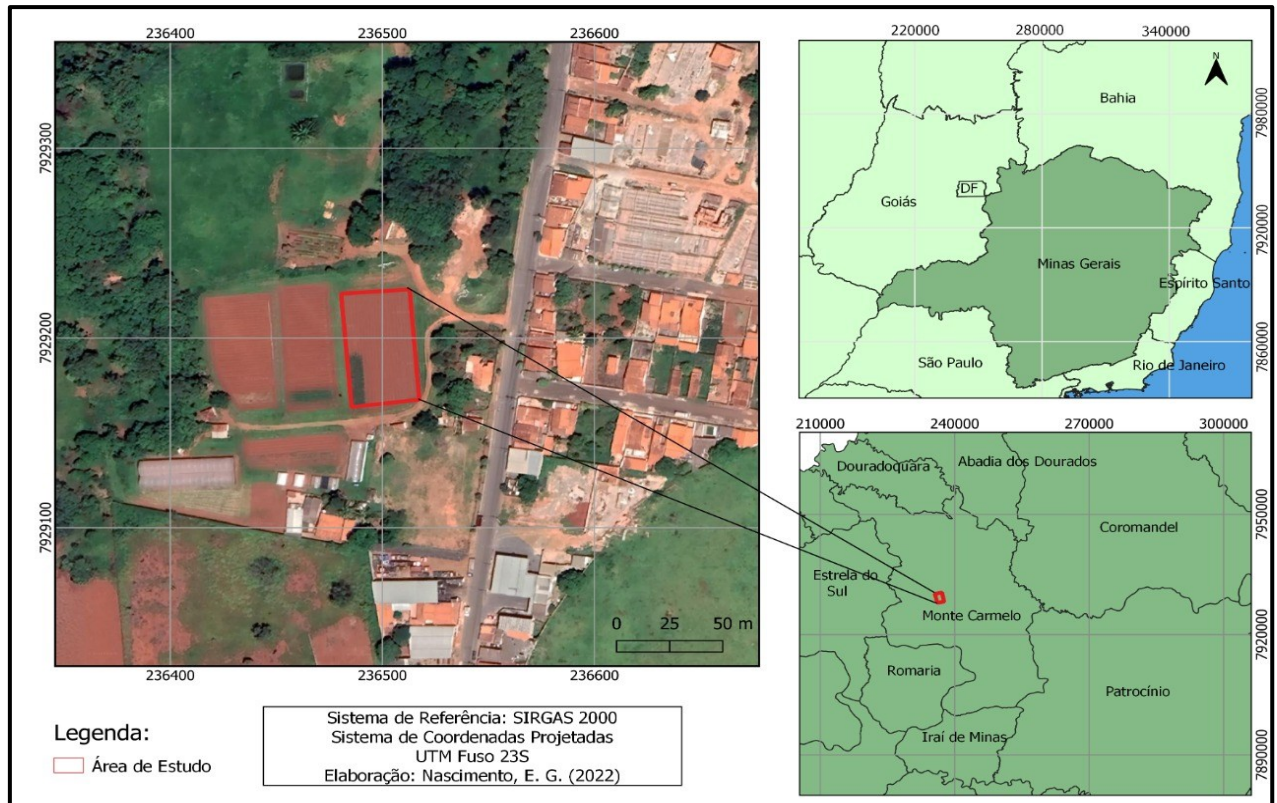 236400
236500
236600
7929300
7929200
7929100
0 25 50 m
236400
236500
236600
220000
280000
340000
N
Bahia
7980000
DF
Goiás
7920000
Minas Gerais
Espírito Santo
7860000
São Paulo
Rio de Janeiro
210000
240000
270000
300000
Douradoquara
Abadia dos Dourados
7950000
Coromandel
Estrela do
Sul
Monte Carmelo
7920000
Romaria
Patrocínio
Iraí de Minas
7890000
Legenda:
Área de Estudo
Sistema de Referência: SIRGAS 2000
Sistema de Coordenadas Projetadas
UTM Fuso 23S
Elaboração: Nascimento, E. G. (2022)